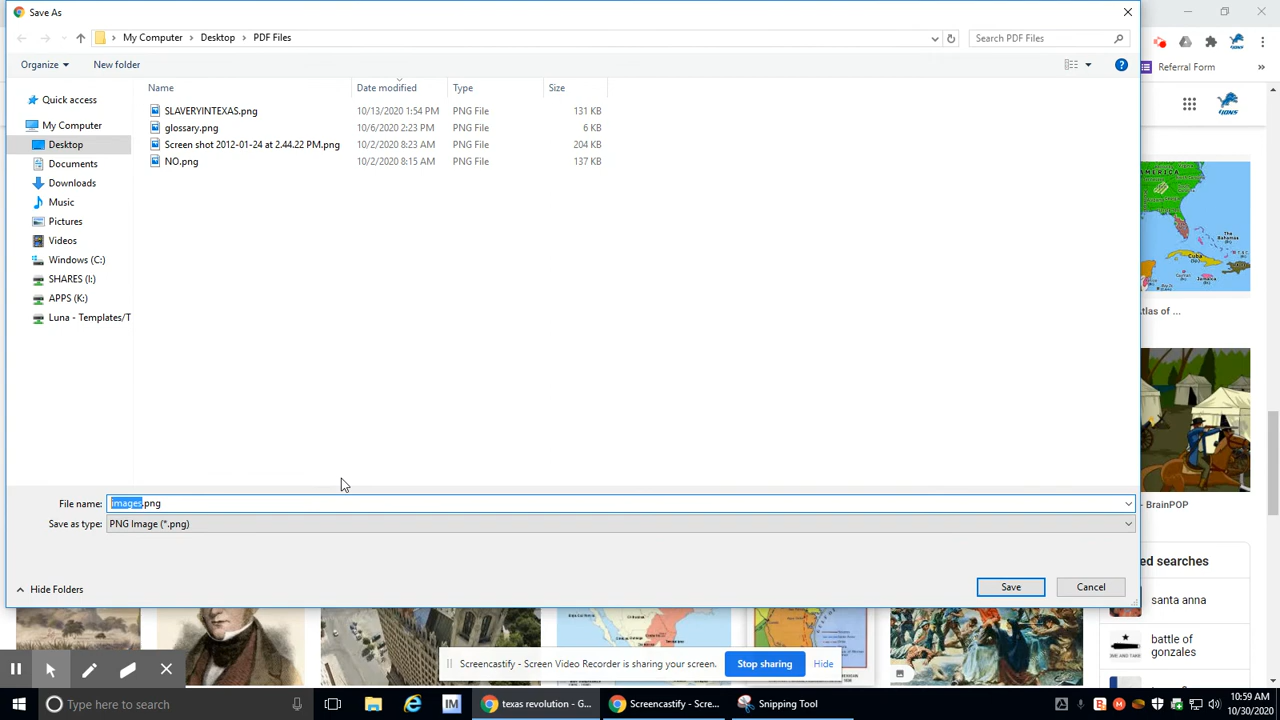 Save As
My Computer > Desktop > PDF Files
Search PDF Files
Organize
New folder
Referral Form
»
Name
Date modified
Type
Size
SLAVERYINTEXAS.png 10/13/2020 1:54 PM PNG File 131 KB
glossary.png 10/6/2020 2:23 PM PNG File 6 KB
Screen shot 2012-01-24 at 2.44.22 PM.png 10/2/2020 8:23 AM PNG File 204 KB
NO.png 10/2/2020 8:15 AM PNG File 137 KB
Quick access
My Computer
Desktop
Documents
Downloads
Music
Pictures
Videos
Windows (C:)
SHARES (I:)
APPS (K:)
Luna - Templates/T
LIONS
AMERICA
The Bahamas
Cuba
Jamaica
tlas of ...
- BrainPOP
File name: images.png
Save as type: PNG Image (*.png)
Hide Folders
Save
Cancel
ed searches
santa anna
battle of
gonzales
Screencastify - Screen Video Recorder is sharing your screen.
Stop sharing
Hide
Type here to search
texas revolution - G...
Screencastify - Scre...
Snipping Tool
10:59 AM
10/30/2020